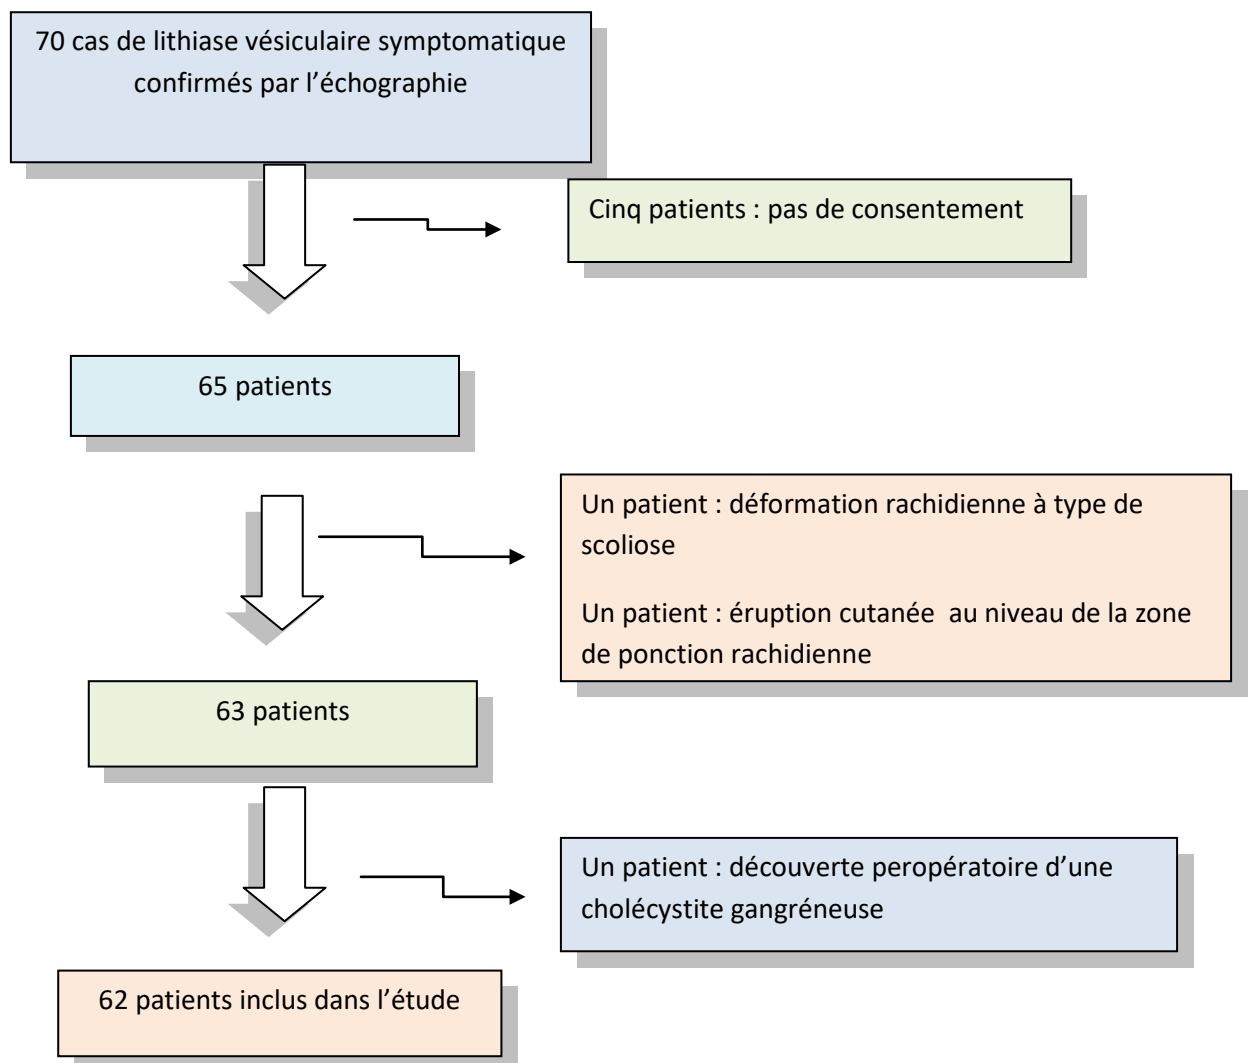 70 cas de lithiase vésiculaire symptomatique
confirmés par l’échographie
Cinq patients : pas de consentement
65 patients
Un patient : déformation rachidienne à type de
scoliose
Un patient : éruption cutanée  au niveau de la zone
de ponction rachidienne
63 patients
Un patient : découverte peropératoire d’une
cholécystite gangréneuse
62 patients inclus dans l’étude